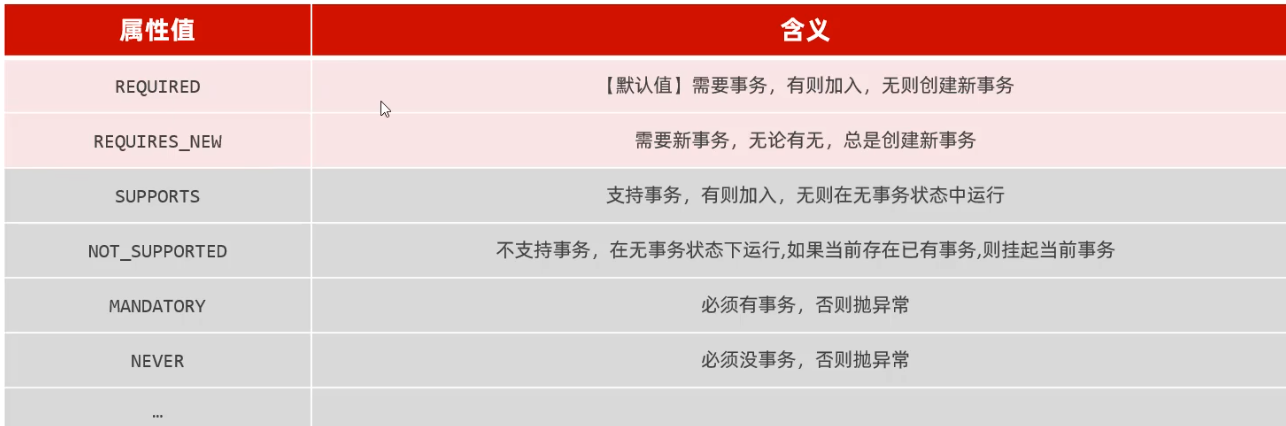 属性值 含义
REQUIRED 【默认值】需要事务，有则加入，无则创建新事务
REQUIRES_NEW 需要新事务，无论有无，总是创建新事务
SUPPORTS 支持事务，有则加入，无则在无事务状态中运行
NOT_SUPPORTED 不支持事务，在无事务状态下运行,如果当前存在已有事务,则挂起当前事务
MANDATORY 必须有事务，否则抛异常
NEVER 必须没事务，否则抛异常
…